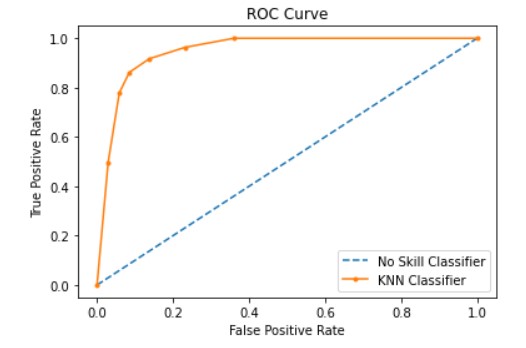 ROC Curve
1.0
0.8
0.6
0.4
0.2
0.0
True Positive Rate
No Skill Classifier
KNN Classifier
0.0 0.2 0.4 0.6 0.8 1.0
False Positive Rate